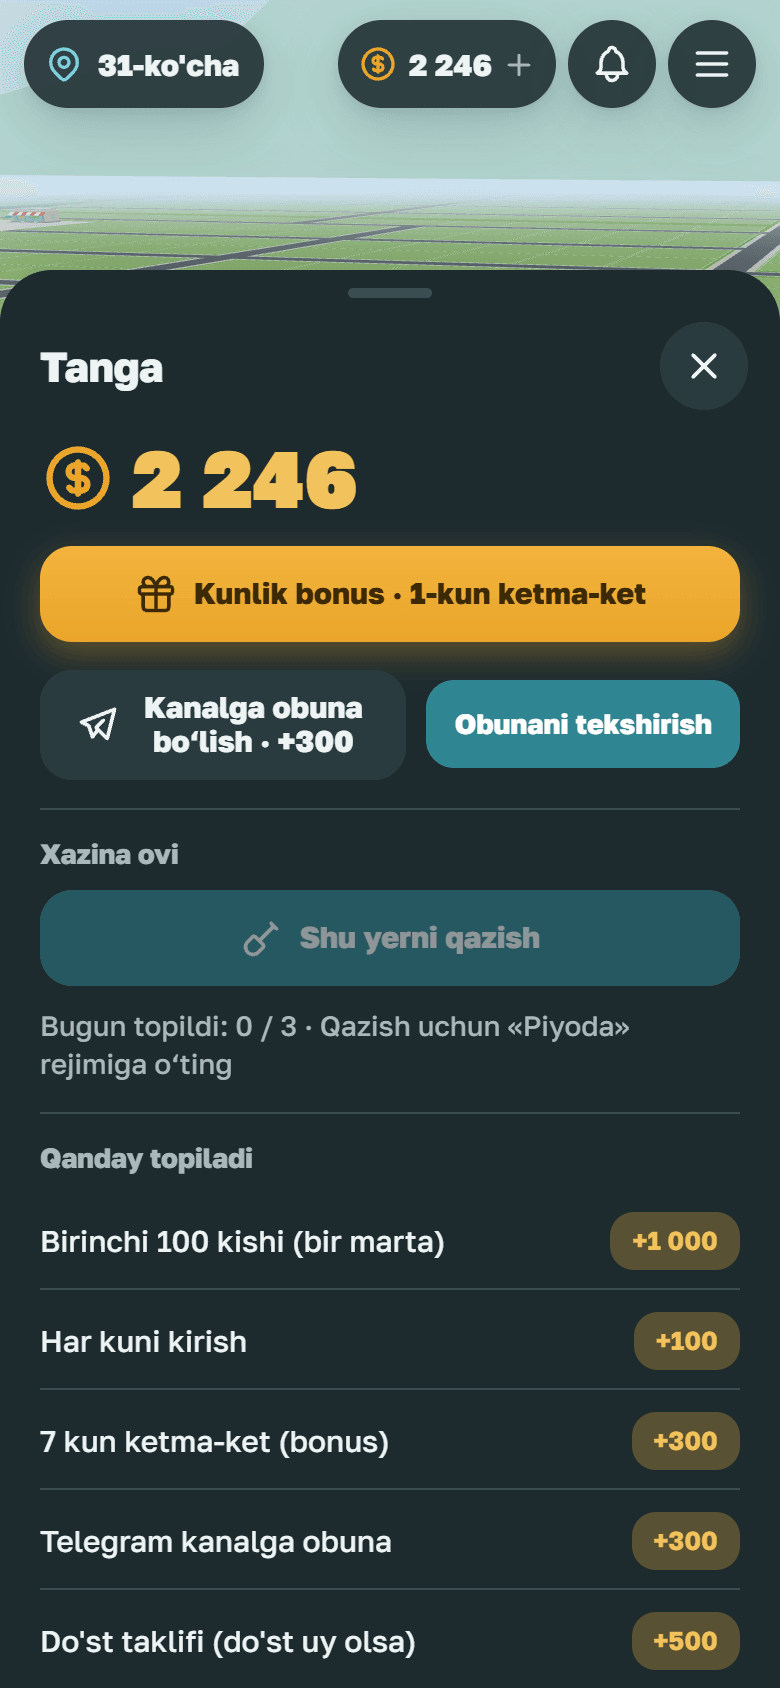 31-ko'cha
2 246 +
Tanga
2 246
Kunlik bonus · 1-kun ketma-ket
Kanalga obuna
bo‘lish · +300
Obunani tekshirish
Xazina ovi
Shu yerni qazish
Bugun topildi: 0 / 3 · Qazish uchun «Piyoda»
rejimiga o‘ting
Qanday topiladi
Birinchi 100 kishi (bir marta) +1 000
Har kuni kirish +100
7 kun ketma-ket (bonus) +300
Telegram kanalga obuna +300
Do'st taklifi (do'st uy olsa) +500